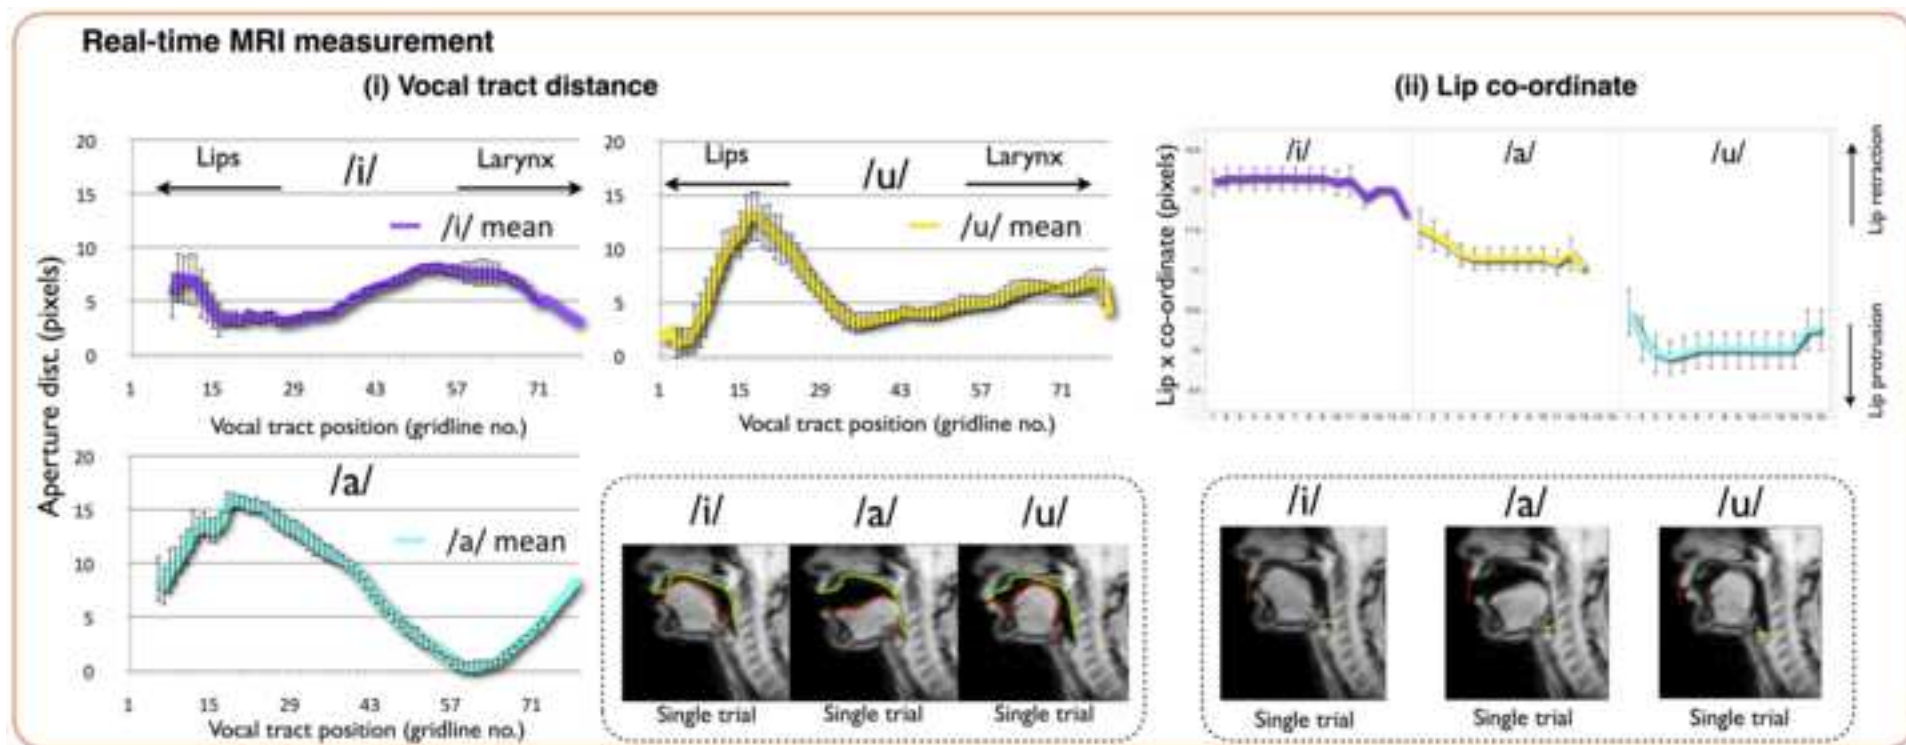 Real-time MRI measurement
(i) Vocal tract distance
(ii) Lip co-ordinate
Aperture dist. (pixels)
20
15
10
5
0
Lips
/i/
Larynx
/i/ mean
1 15 29 43 57 71
Vocal tract position (gridline no.)
20
15
10
5
0
Lips
/u/
Larynx
/u/ mean
1 15 29 43 57 71
Vocal tract position (gridline no.)
Lip x co-ordinate (pixels)
/i/ /a/ /u/
Lip retraction
Lip protrusion
20
15
10
5
0
/a/
/a/ mean
1 15 29 43 57 71
Vocal tract position (gridline no.)
/i/ /a/ /u/
Single trial Single trial Single trial
/i/ /a/ /u/
Single trial Single trial Single trial